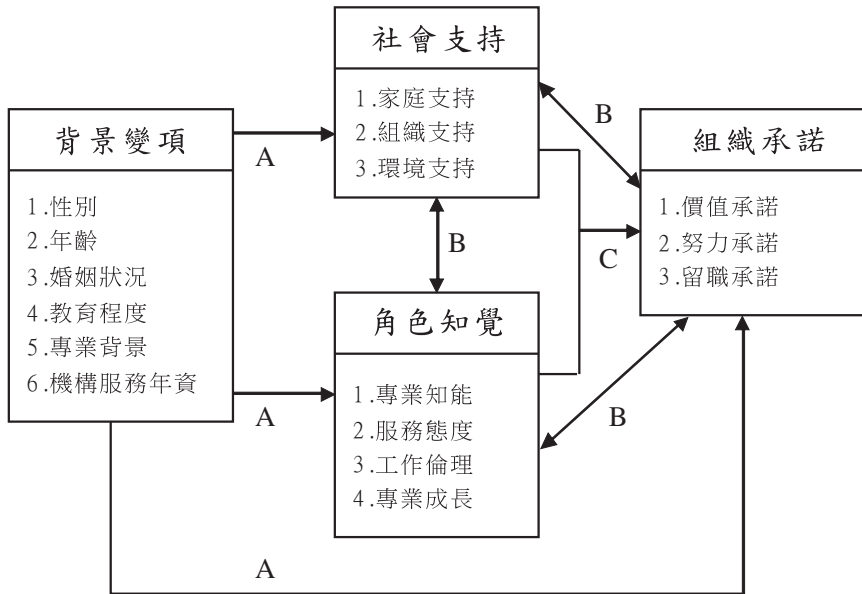 社會支持
1.家庭支持
2.組織支持
3.環境支持
背景變項
1.性別
2.年齡
3.婚姻狀況
4.教育程度
5.專業背景
6.機構服務年資
組織承諾
1.價值承諾
2.努力承諾
3.留職承諾
角色知覺
1.專業知能
2.服務態度
3.工作倫理
4.專業成長
A
B
B
C
A
B
A